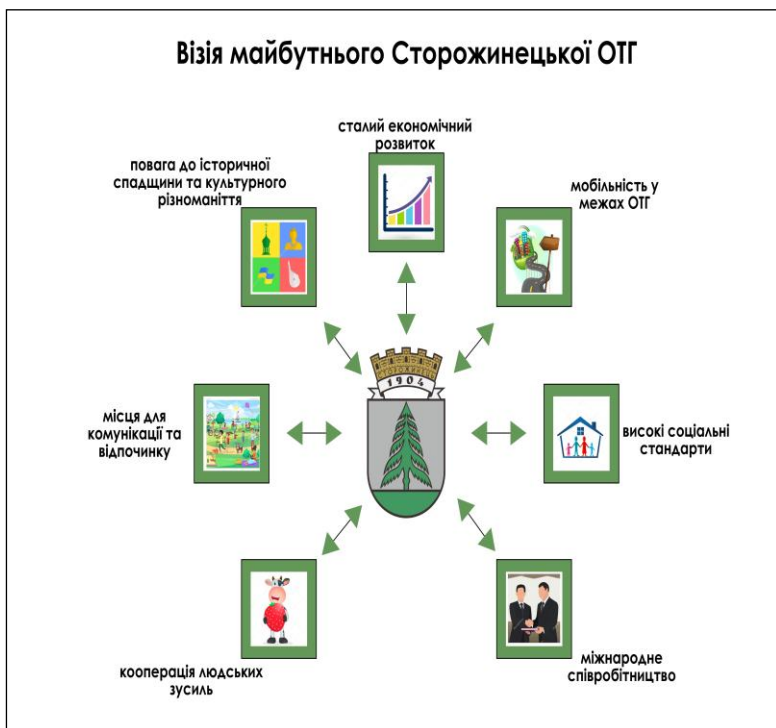 Візія майбутнього Сторожинецької ОТГ
сталий економічний
розвиток
повага до історичної
спадщини та культурного
різноманіття
мобільність у
межах ОТГ
СТОРОЖИНЕЦЬ
1904
місця для
комунікації та
відпочинку
високі соціальні
стандарти
кооперація людських
зусиль
міжнародне
співробітництво